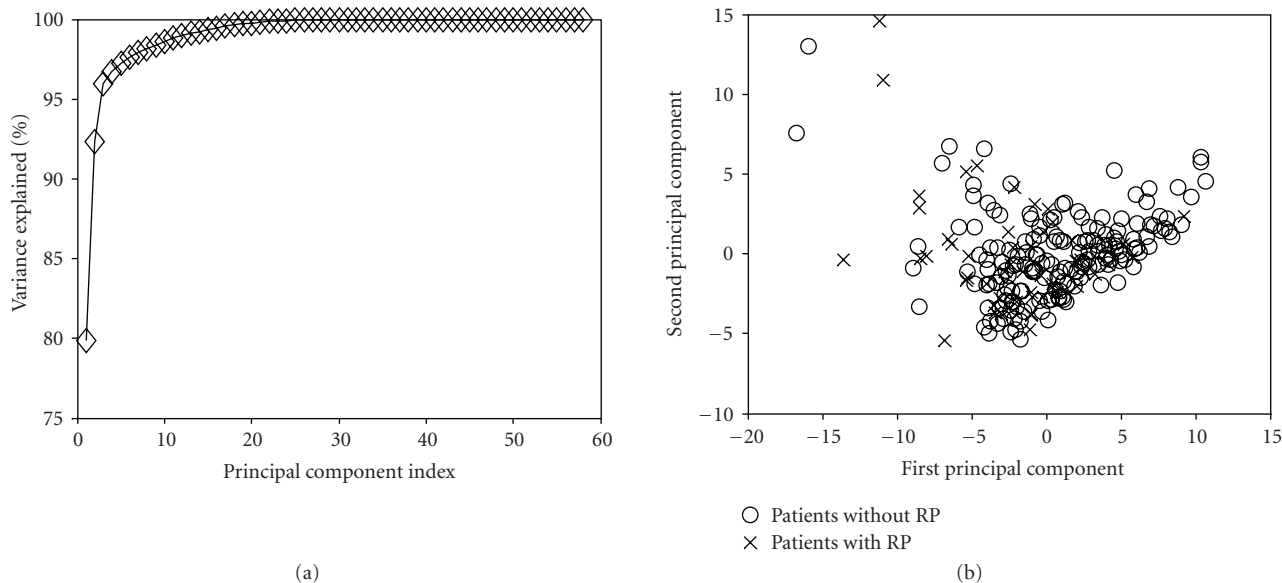 100
95
90
85
80
75
Variance explained (%)
0 10 20 30 40 50 60
Principal component index
(a)
15
10
5
0
−5
−10
Second principal component
−20 −15 −10 −5 0 5 10 15
First principal component
Patients without RP
Patients with RP
(b)